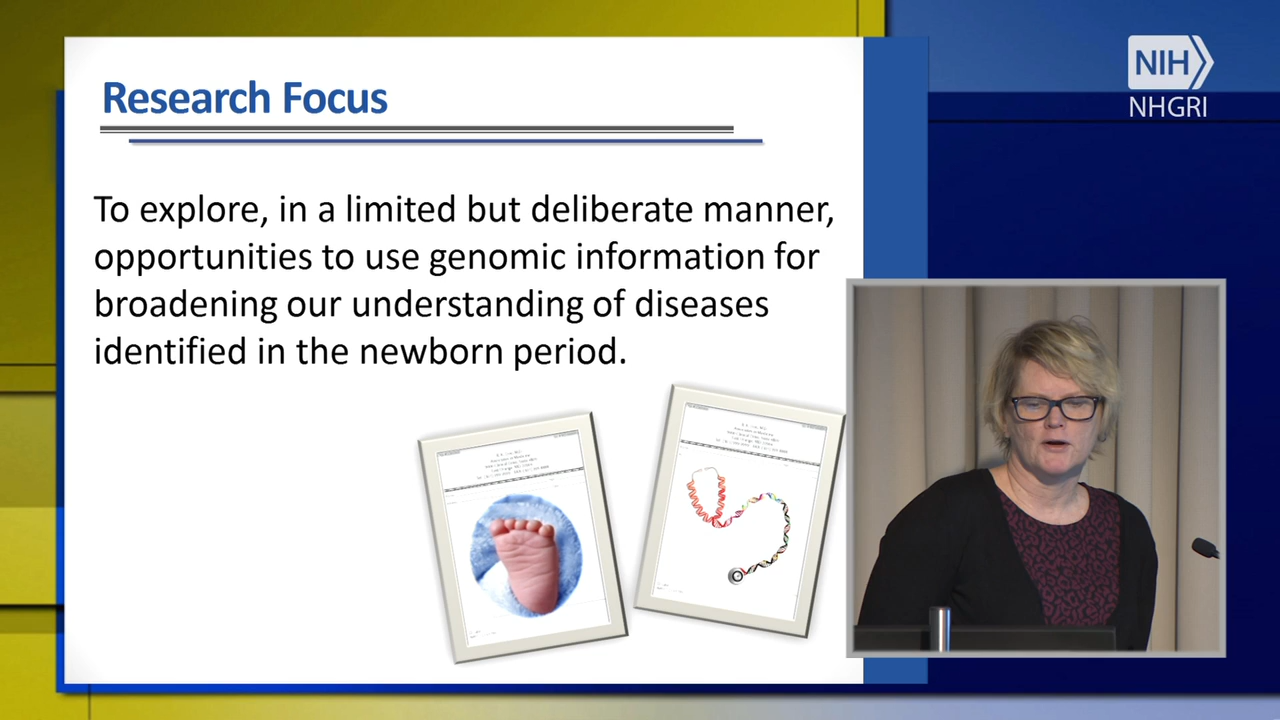 Research Focus
To explore, in a limited but deliberate manner,
opportunities to use genomic information for
broadening our understanding of diseases
identified in the newborn period.
NIH
NHGRI